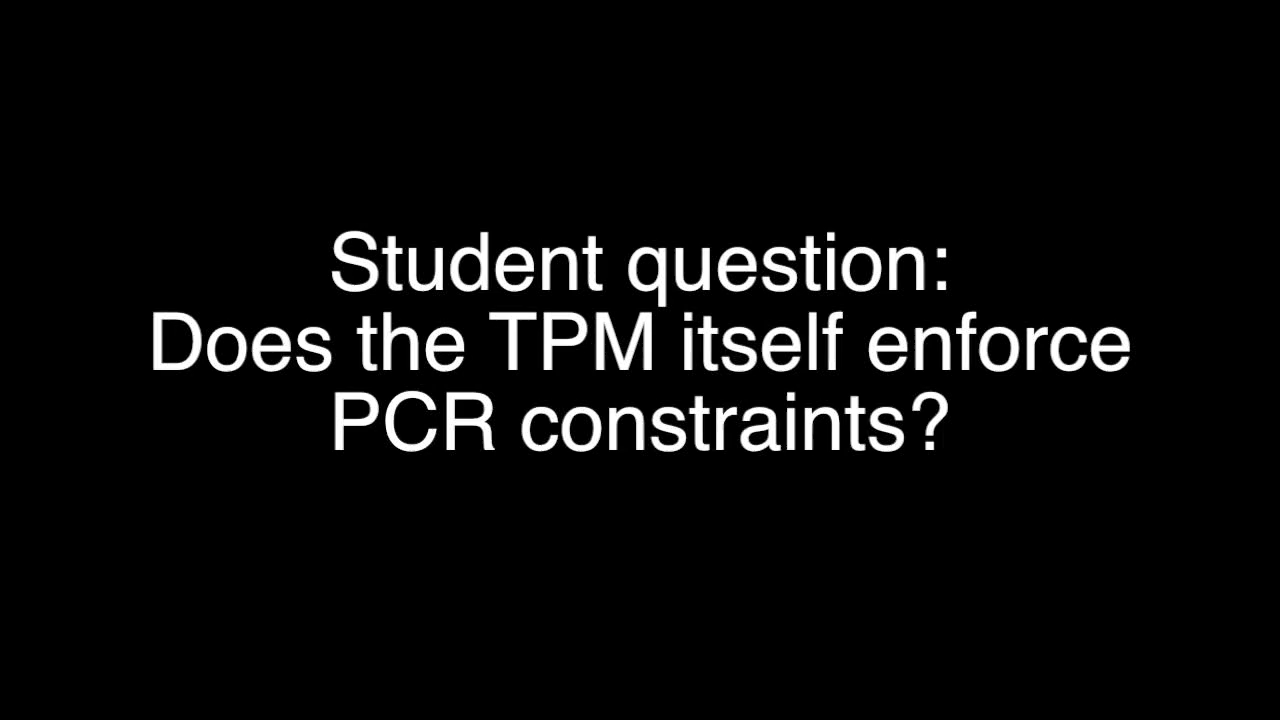 Student question:
Does the TPM itself enforce
PCR constraints?